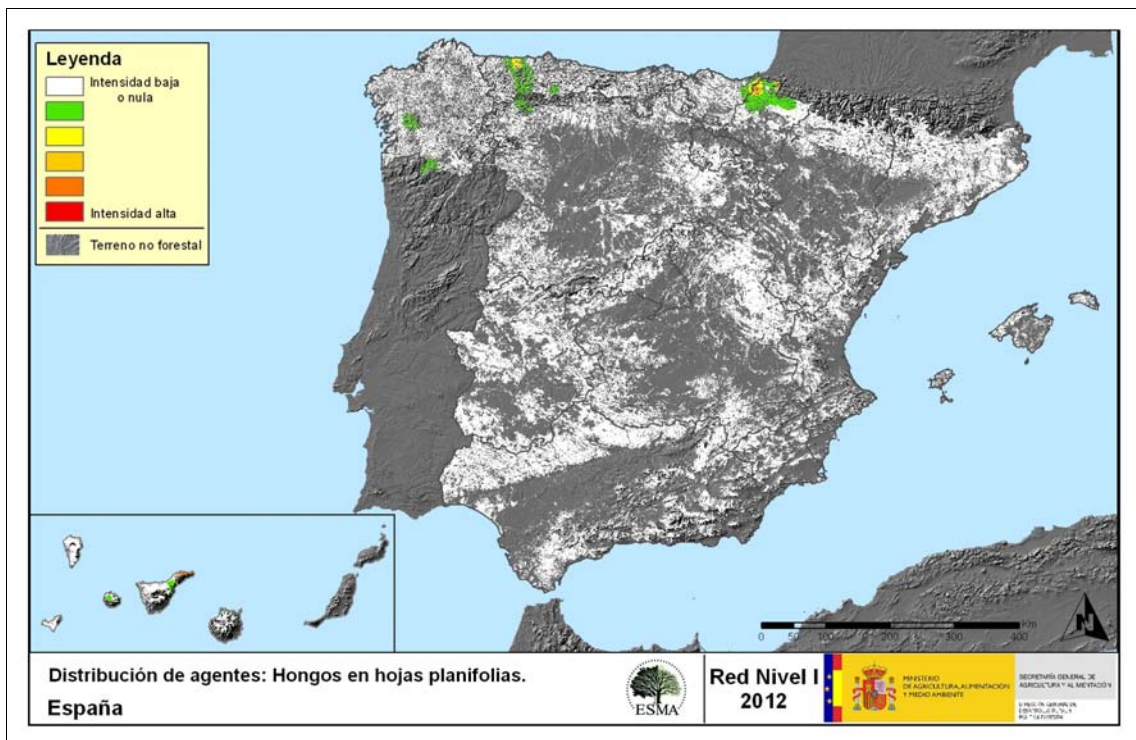 Leyenda
Intensidad baja
o nula
Intensidad alta
Terreno no forestal
Km
0 50 100 200 300 400
N
Distribución de agentes: Hongos en hojas planifolias.
España
ESMA
Red Nivel I
2012
MINISTERIO
DE AGRICULTURA, ALIMENTACIÓN
Y MEDIO AMBIENTE
SECRETARÍA GENERAL DE
AGRICULTURA Y ALIMENTACIÓN